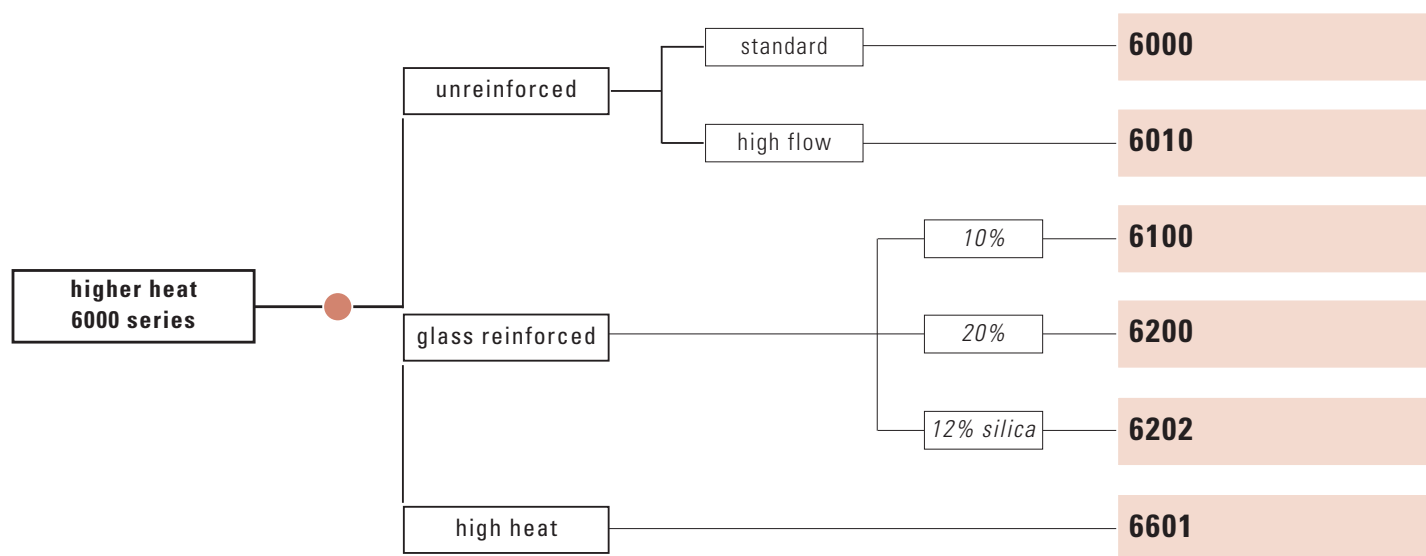 standard
6000
unreinforced
high flow
6010
10%
6100
higher heat
6000 series
glass reinforced
20%
6200
12% silica
6202
high heat
6601